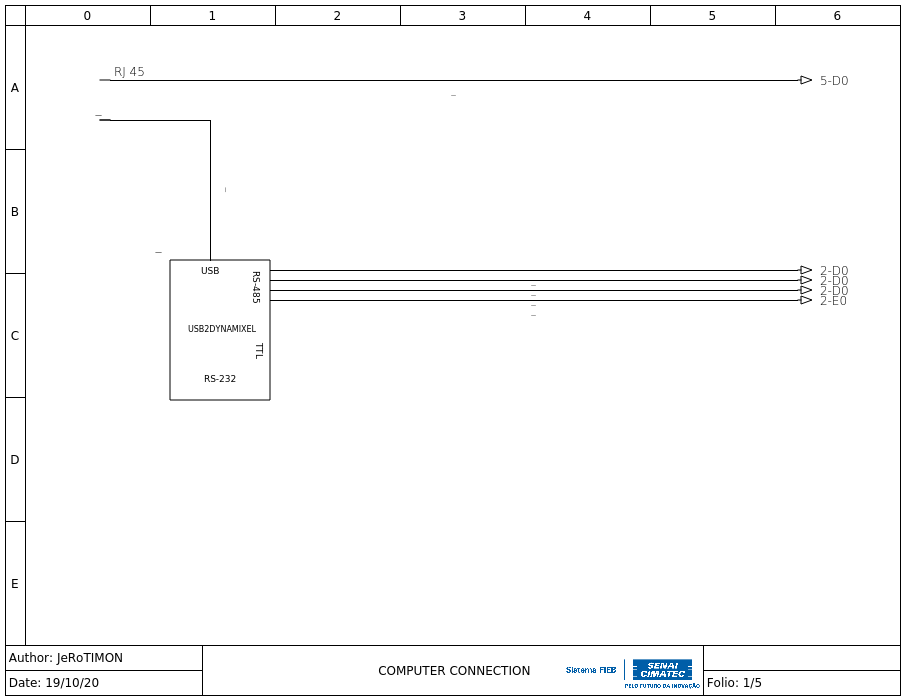 0 1 2 3 4 5 6
A
RJ 45
5-D0
B
USB
RS-485
2-D0
2-D0
2-D0
2-E0
C
USB2DYNAMIXEL
TTL
RS-232
D
E
Author: JeRoTIMON
Date: 19/10/20
COMPUTER CONNECTION
Sistema FIEB
SENAI
CIMATEC
PELO FUTURO DA INOVAÇÃO
Folio: 1/5